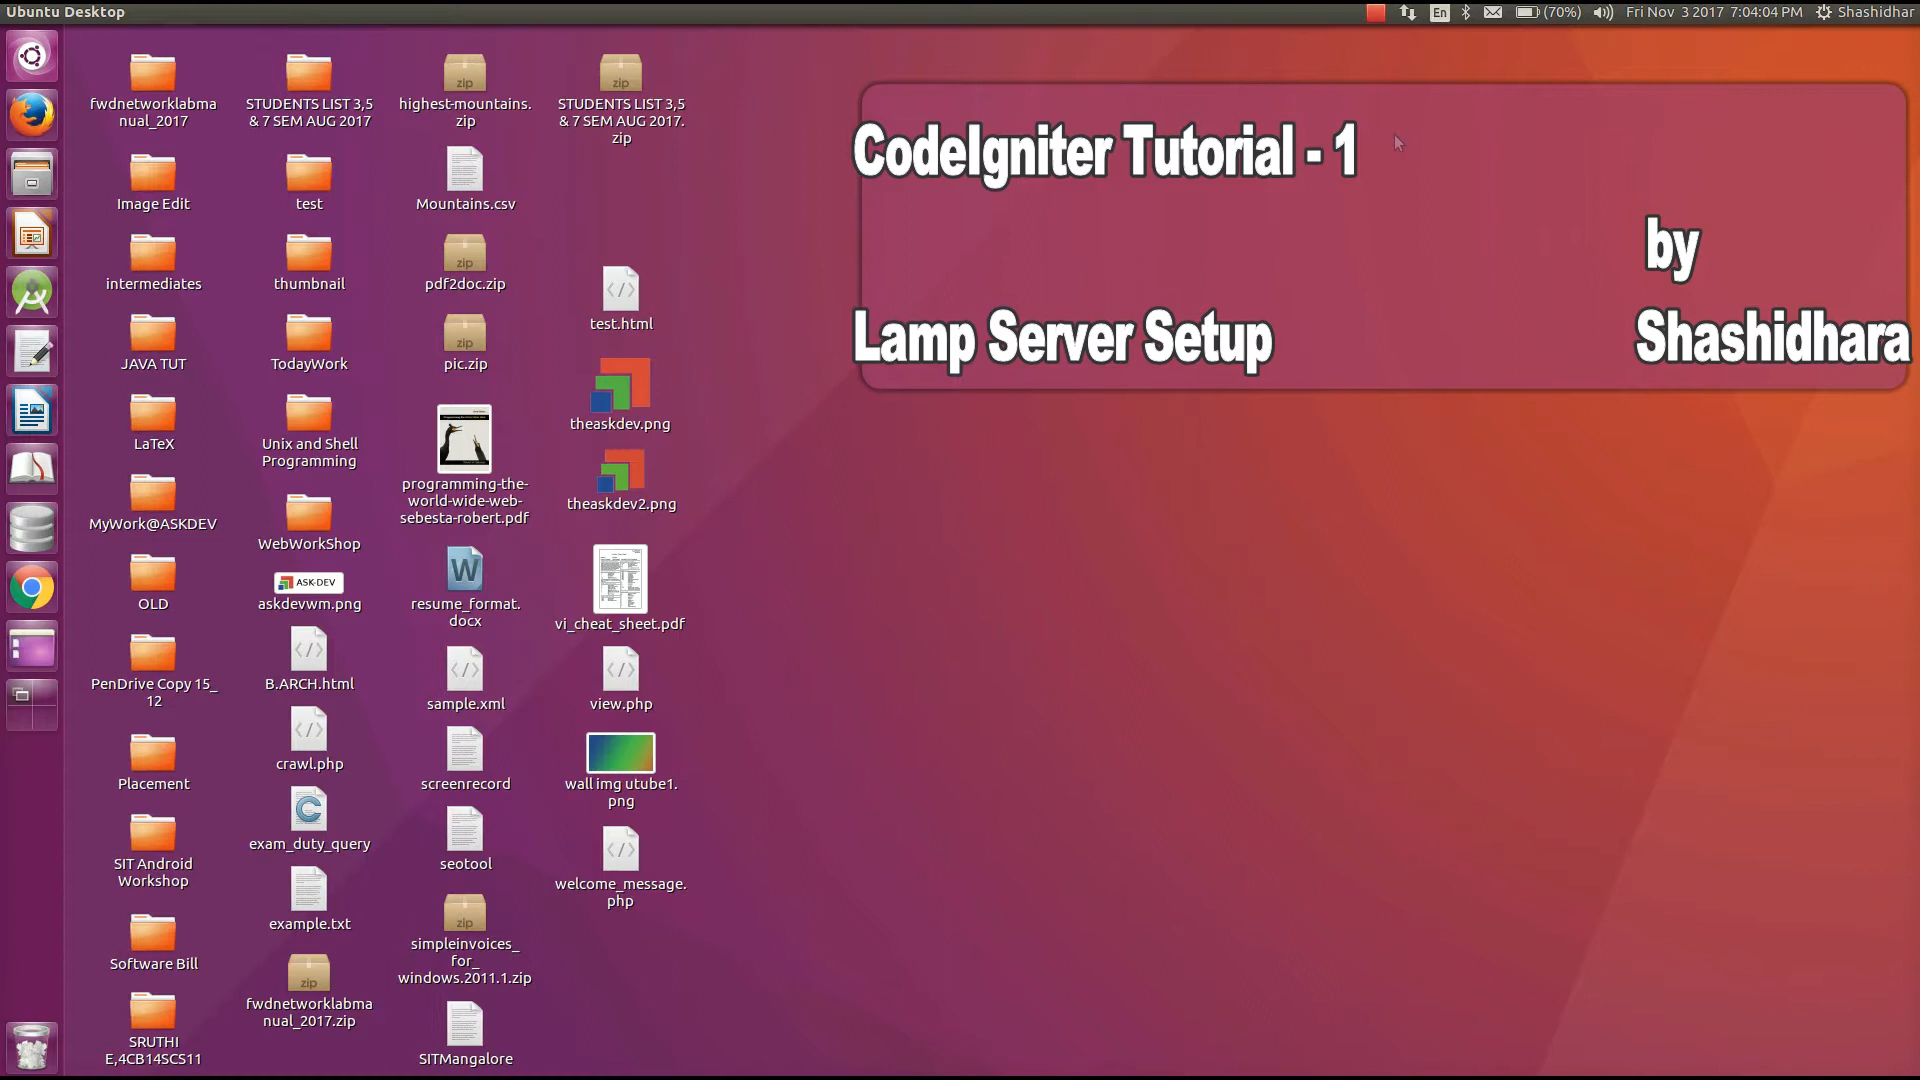 Ubuntu Desktop
En
(70%)
Fri Nov 3 2017 7:04:04 PM
Shashidhar
fwdnetworklabma
nual_2017
Image Edit
intermediates
JAVA TUT
LaTeX
MyWork@ASKDEV
OLD
PenDrive Copy 15_
12
Placement
SIT Android
Workshop
Software Bill
SRUTHI
E,4CB14SCS11
STUDENTS LIST 3,5
& 7 SEM AUG 2017
test
thumbnail
TodayWork
Unix and Shell
Programming
WebWorkShop
ASK-DEV
askdevwm.png
B.ARCH.html
crawl.php
exam_duty_query
example.txt
zip
fwdnetworklabma
nual_2017.zip
zip
highest-mountains.
zip
Mountains.csv
zip
pdf2doc.zip
zip
pic.zip
programming-the-
world-wide-web-
sebesta-robert.pdf
W
resume_format.
docx
sample.xml
screenrecord
seotool
zip
simpleinvoices_
for_
windows.2011.1.zip
SITMangalore
zip
STUDENTS LIST 3,5
& 7 SEM AUG 2017.
zip
test.html
theaskdev.png
theaskdev2.png
vi_cheat_sheet.pdf
view.php
wall img utube1.
png
welcome_message.
php
CodeIgniter Tutorial - 1
by
Lamp Server Setup
Shashidhara